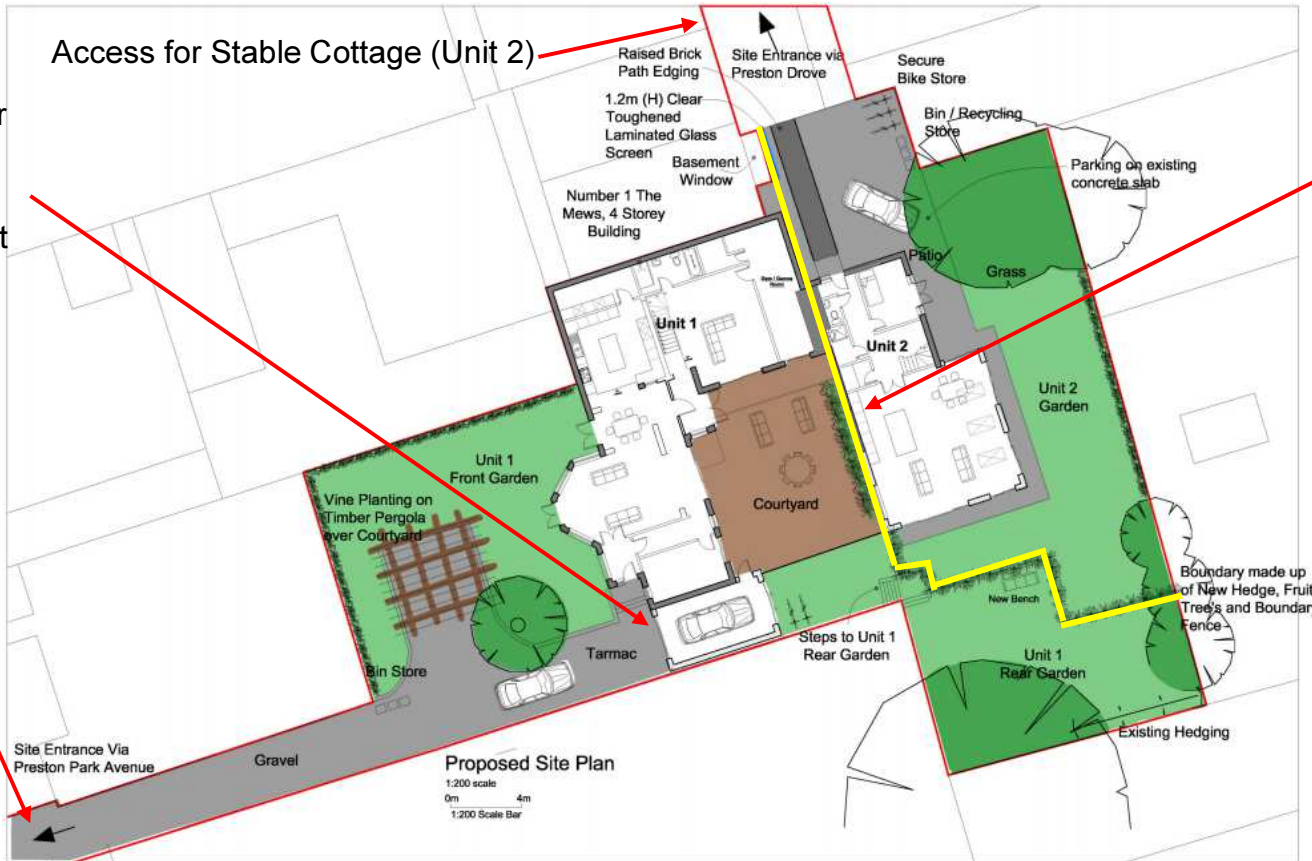 Access for Stable Cottage (Unit 2)
r
t
Raised Brick
Path Edging
Site Entrance via
Preston Drove
Secure
Bike Store
1.2m (H) Clear
Toughened
Laminated Glass
Screen
Bin / Recycling
Store
Basement
Window
Parking on existing
concrete slab
Number 1 The
Mews, 4 Storey
Building
Patio
Grass
Unit 1
Unit 2
Unit 2
Garden
Unit 1
Front Garden
Vine Planting on
Timber Pergola
over Courtyard
Courtyard
New Bench
Boundary made up
of New Hedge, Fruit
Tree's and Boundar
Fence
Steps to Unit 1
Rear Garden
Unit 1
Rear Garden
Tarmac
Bin Store
Existing Hedging
Site Entrance Via
Preston Park Avenue
Gravel
Proposed Site Plan
1:200 scale
0m 4m
1:200 Scale Bar